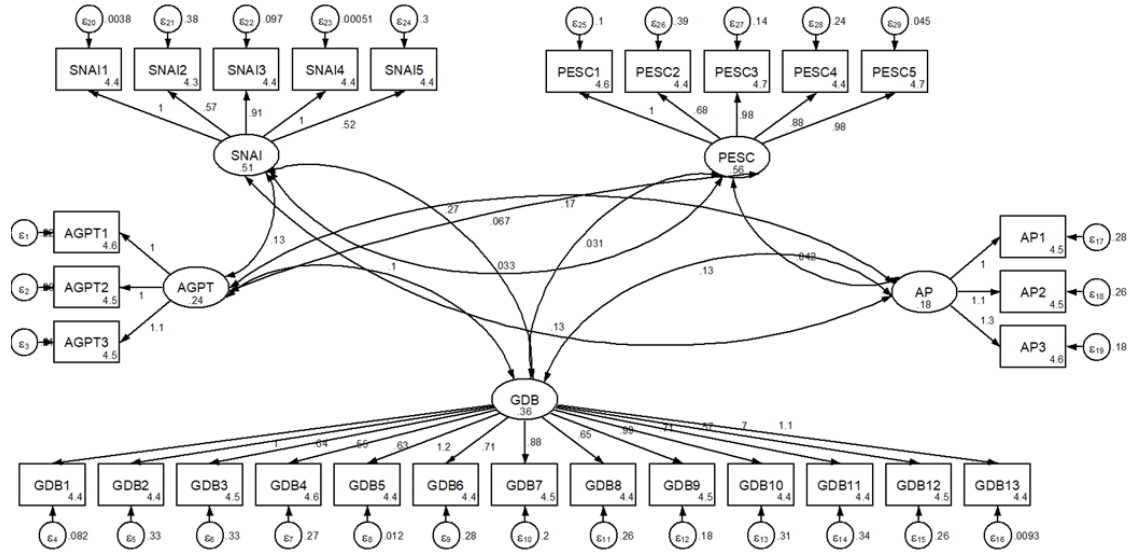 ε20 .0038 ε21 .38 ε22 .097 ε23 .00051 ε24 .3 ε25 .1 ε26 .39 ε27 .14 ε28 .24 ε29 .045
SNAI1 4.4 SNAI2 4.3 SNAI3 4.4 SNAI4 4.4 SNAI5 4.4 PESC1 4.6 PESC2 4.4 PESC3 4.7 PESC4 4.4 PESC5 4.7
1 .57 .91 1 .52 1 .68 .98 .88 .98
SNAI .51 PESC .56
.27 .17
.067
ε1 AGPT1 4.6 1 .13 .031 AP1 4.5 ε17 .28
.033 .13 .042 1
ε2 AGPT2 4.5 1 AGPT .24 .1 AP .18 1.1 AP2 4.5 ε18 .26
1.1 .13 1.3
ε3 AGPT3 4.5 AP3 4.6 ε19 .18
GDB .36
1 .64 .63 1.2 .71 .88 .65 .99 .71 .57 .7 1.1
GDB1 4.4 GDB2 4.4 GDB3 4.5 GDB4 4.6 GDB5 4.4 GDB6 4.4 GDB7 4.5 GDB8 4.4 GDB9 4.5 GDB10 4.4 GDB11 4.4 GDB12 4.5 GDB13 4.4
ε4 .082 ε5 .33 ε6 .33 ε7 .27 ε8 .012 ε9 .28 ε10 .2 ε11 .26 ε12 .18 ε13 .31 ε14 .34 ε15 .26 ε16 .0093